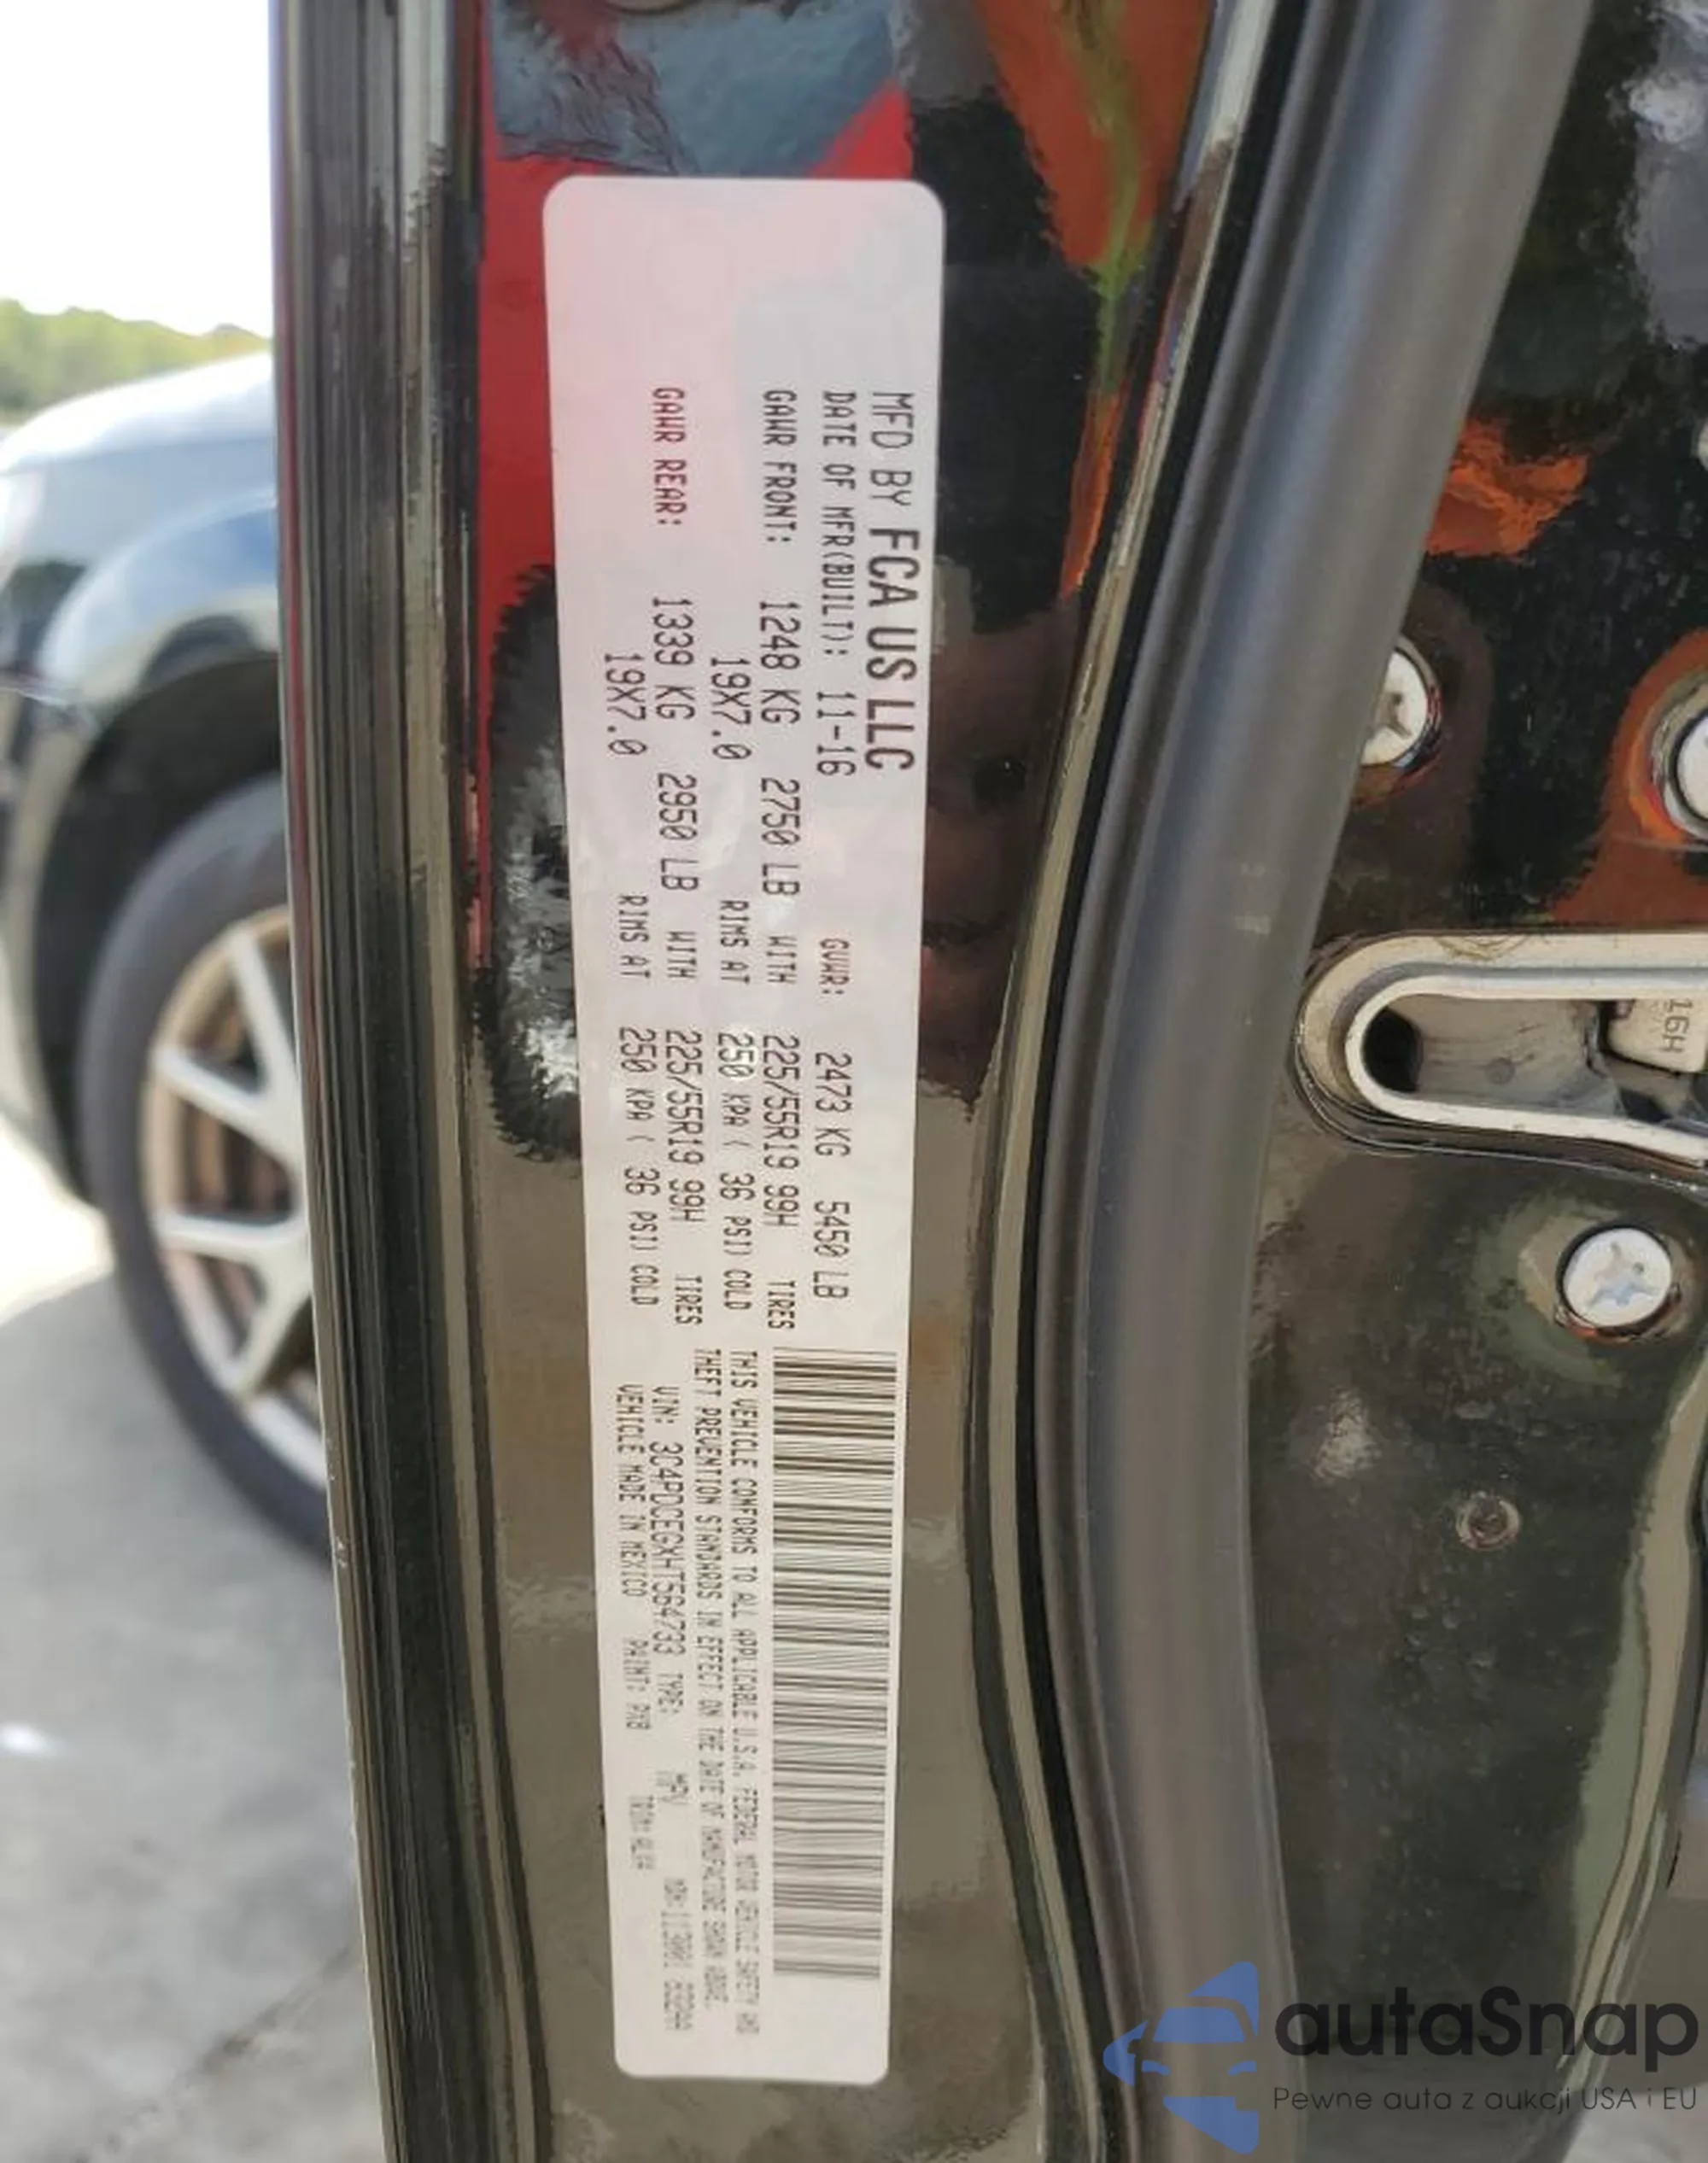 MFD BY FCA US LLC
DATE OF MFR(BUILT): 11-16 GVWR: 2473 KG 5450 LB
GAWR FRONT: 1248 KG 2750 LB WITH 225/55R19 99H TIRES
19X7.0 RIMS AT 250 KPA ( 36 PSI) COLD
GAWR REAR: 1339 KG 2950 LB WITH 225/55R19 99H TIRES
19X7.0 RIMS AT 250 KPA ( 36 PSI) COLD
THIS VEHICLE CONFORMS TO ALL APPLICABLE U.S.A. FEDERAL MOTOR VEHICLE SAFETY AND
THEFT PREVENTION STANDARDS IN EFFECT ON THE DATE OF MANUFACTURE SHOWN ABOVE.
VIN: 3C4PDCEGXHT564733 TYPE: MPV
VEHICLE MADE IN MEXICO PAINT: PX8 TRIM:
16H
autaSnap
Pewne auta z aukcji USA i EU